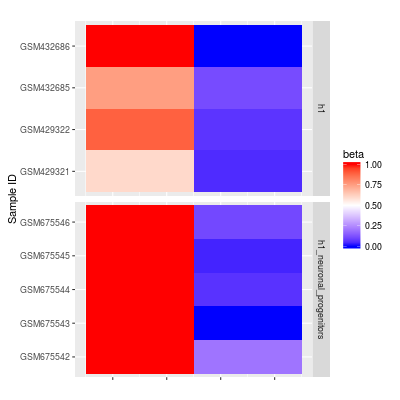 GSM432686
GSM432685
GSM429322
GSM429321
h1
Sample ID
GSM675546
GSM675545
GSM675544
GSM675543
GSM675542
h1_neuronal_progenitors
beta
1.00
0.75
0.50
0.25
0.00